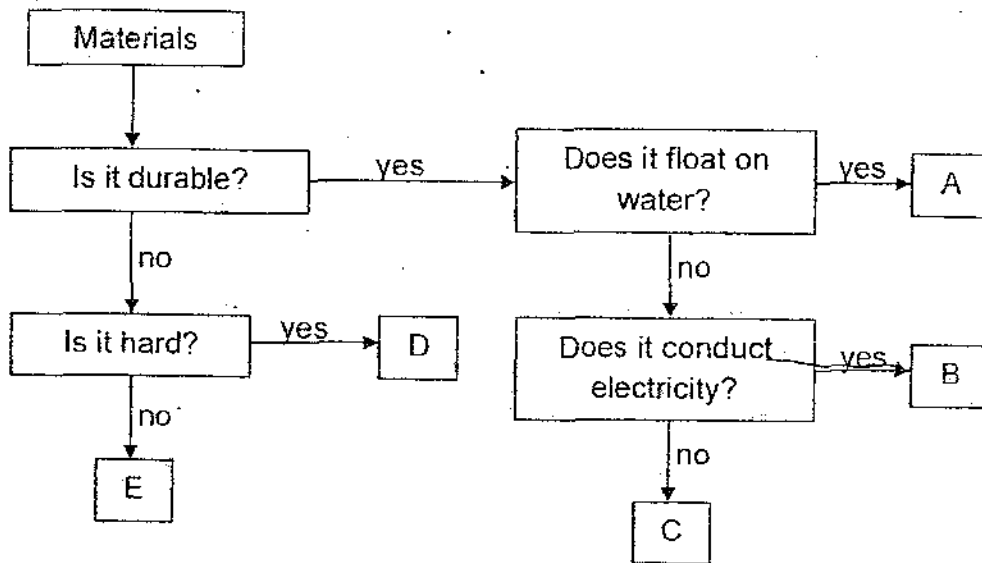 Materials
Is it durable?
yes
Does it float on
water?
yes
A
no
no
Is it hard?
yes
D
Does it conduct
electricity?
yes
B
no
no
E
C